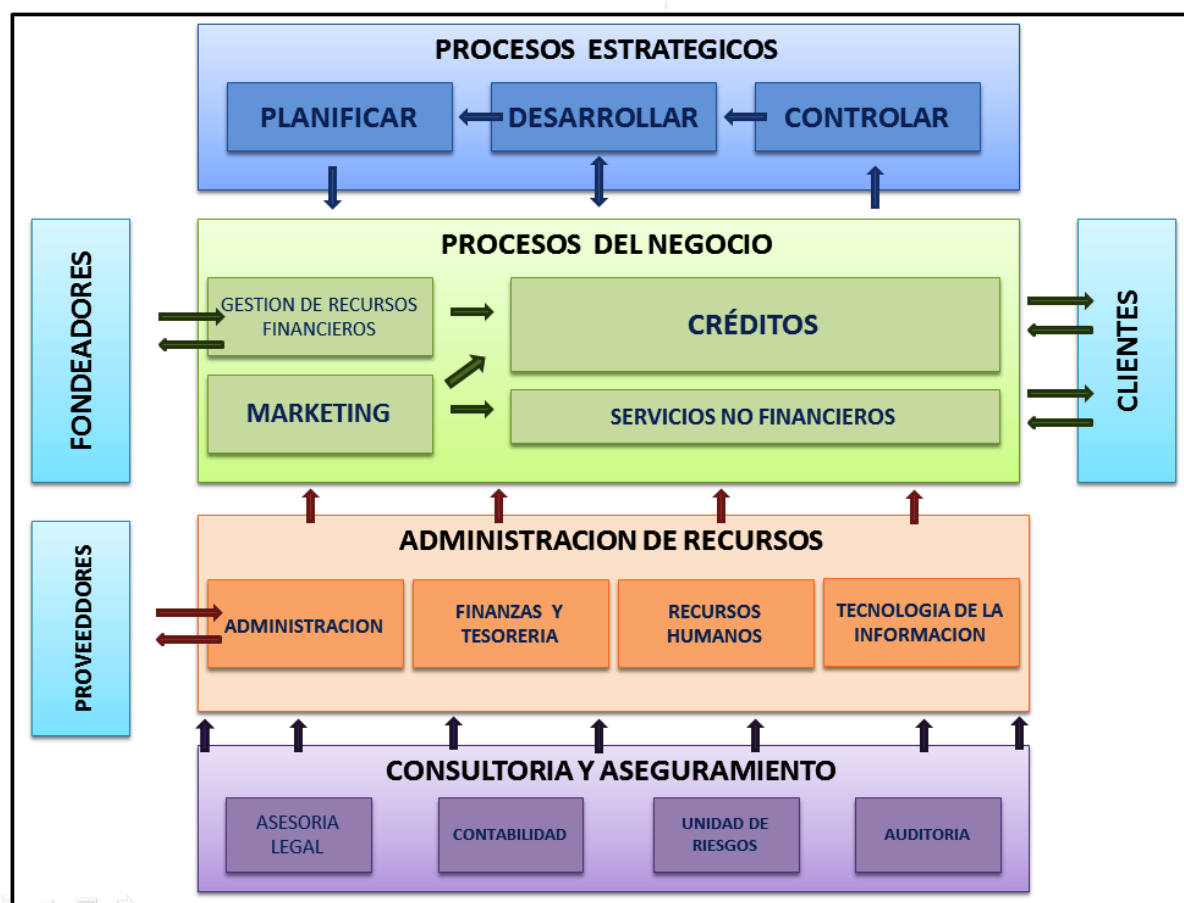 PROCESOS ESTRATEGICOS
PLANIFICAR
DESARROLLAR
CONTROLAR
FONDEADORES
PROCESOS DEL NEGOCIO
GESTION DE RECURSOS
FINANCIEROS
CRÉDITOS
MARKETING
SERVICIOS NO FINANCIEROS
CLIENTES
PROVEEDORES
ADMINISTRACION DE RECURSOS
ADMINISTRACION
FINANZAS Y
TESORERIA
RECURSOS
HUMANOS
TECNOLOGIA DE LA
INFORMACION
CONSULTORIA Y ASEGURAMIENTO
ASESORIA
LEGAL
CONTABILIDAD
UNIDAD DE
RIESGOS
AUDITORIA